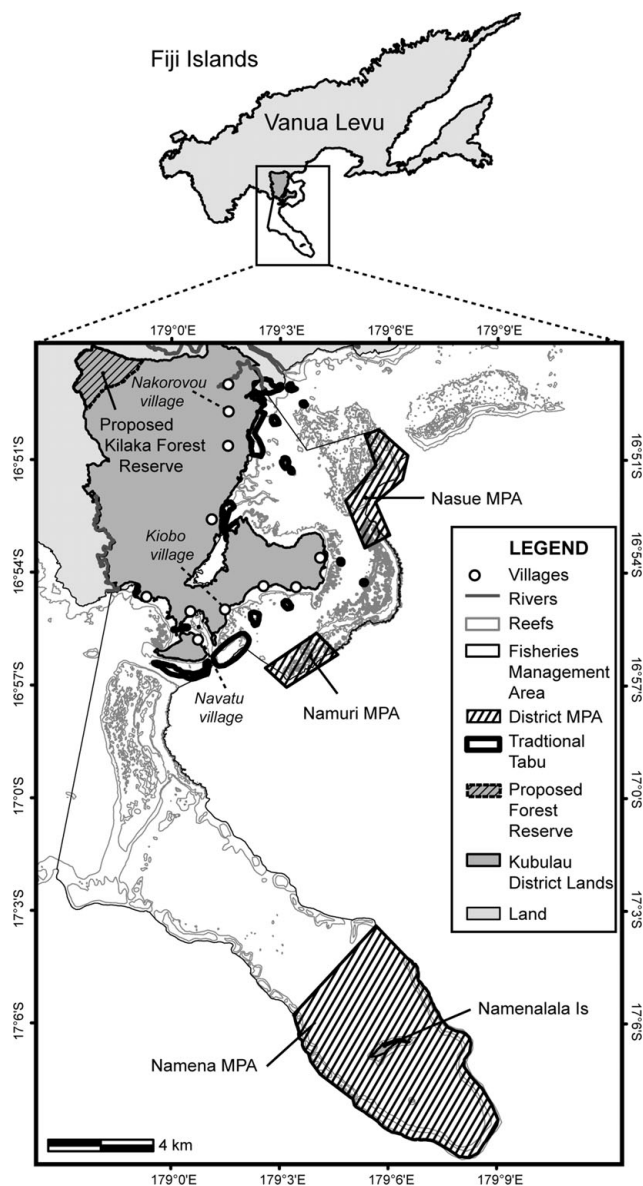 Fiji Islands
Vanua Levu
179°0'E
179°3'E
179°6'E
179°9'E
Nakorovou
village
Proposed
Kilaka Forest
Reserve
16°51'S
16°51'S
Nasue MPA
Kiobo
village
16°54'S
16°54'S
LEGEND
Villages
Rivers
Reefs
Fisheries
Management
Area
District MPA
Tradtional
Tabu
Proposed
Forest
Reserve
Kubulau
District Lands
Land
16°57'S
16°57'S
Navatu
village
Namuri MPA
17°0'S
17°0'S
17°3'S
17°3'S
17°6'S
17°6'S
Namenalala Is
Namena MPA
4 km
179°0'E
179°3'E
179°6'E
179°9'E